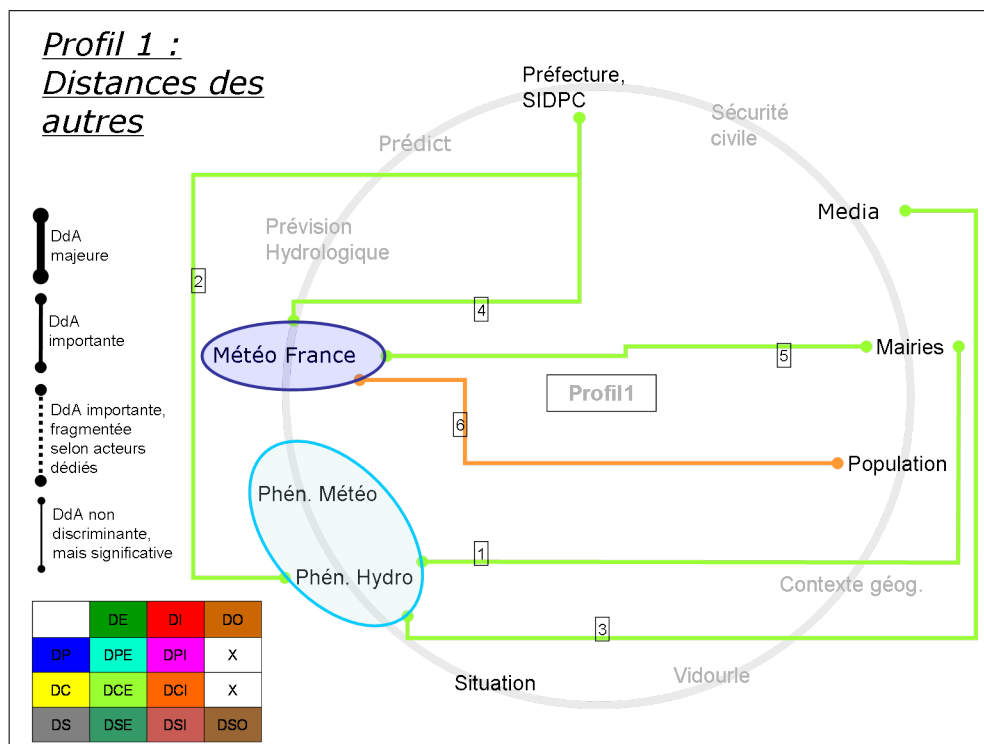 Profil 1 :
Distances des
autres
Préfecture,
SIDPC
Sécurité
civile
Prédict
Media
Prévision
Hydrologique
DdA
majeure
2
4
DdA
importante
Météo France
5
Mairies
Profil1
DdA importante,
fragmentée
selon acteurs
dédiés
6
Population
Phén. Météo
DdA non
discriminante,
mais significative
1
Phén. Hydro
Contexte géog.
3
Situation
Vidourle
DE DI DO
DP DPE DPI X
DC DCE DCI X
DS DSE DSI DSO